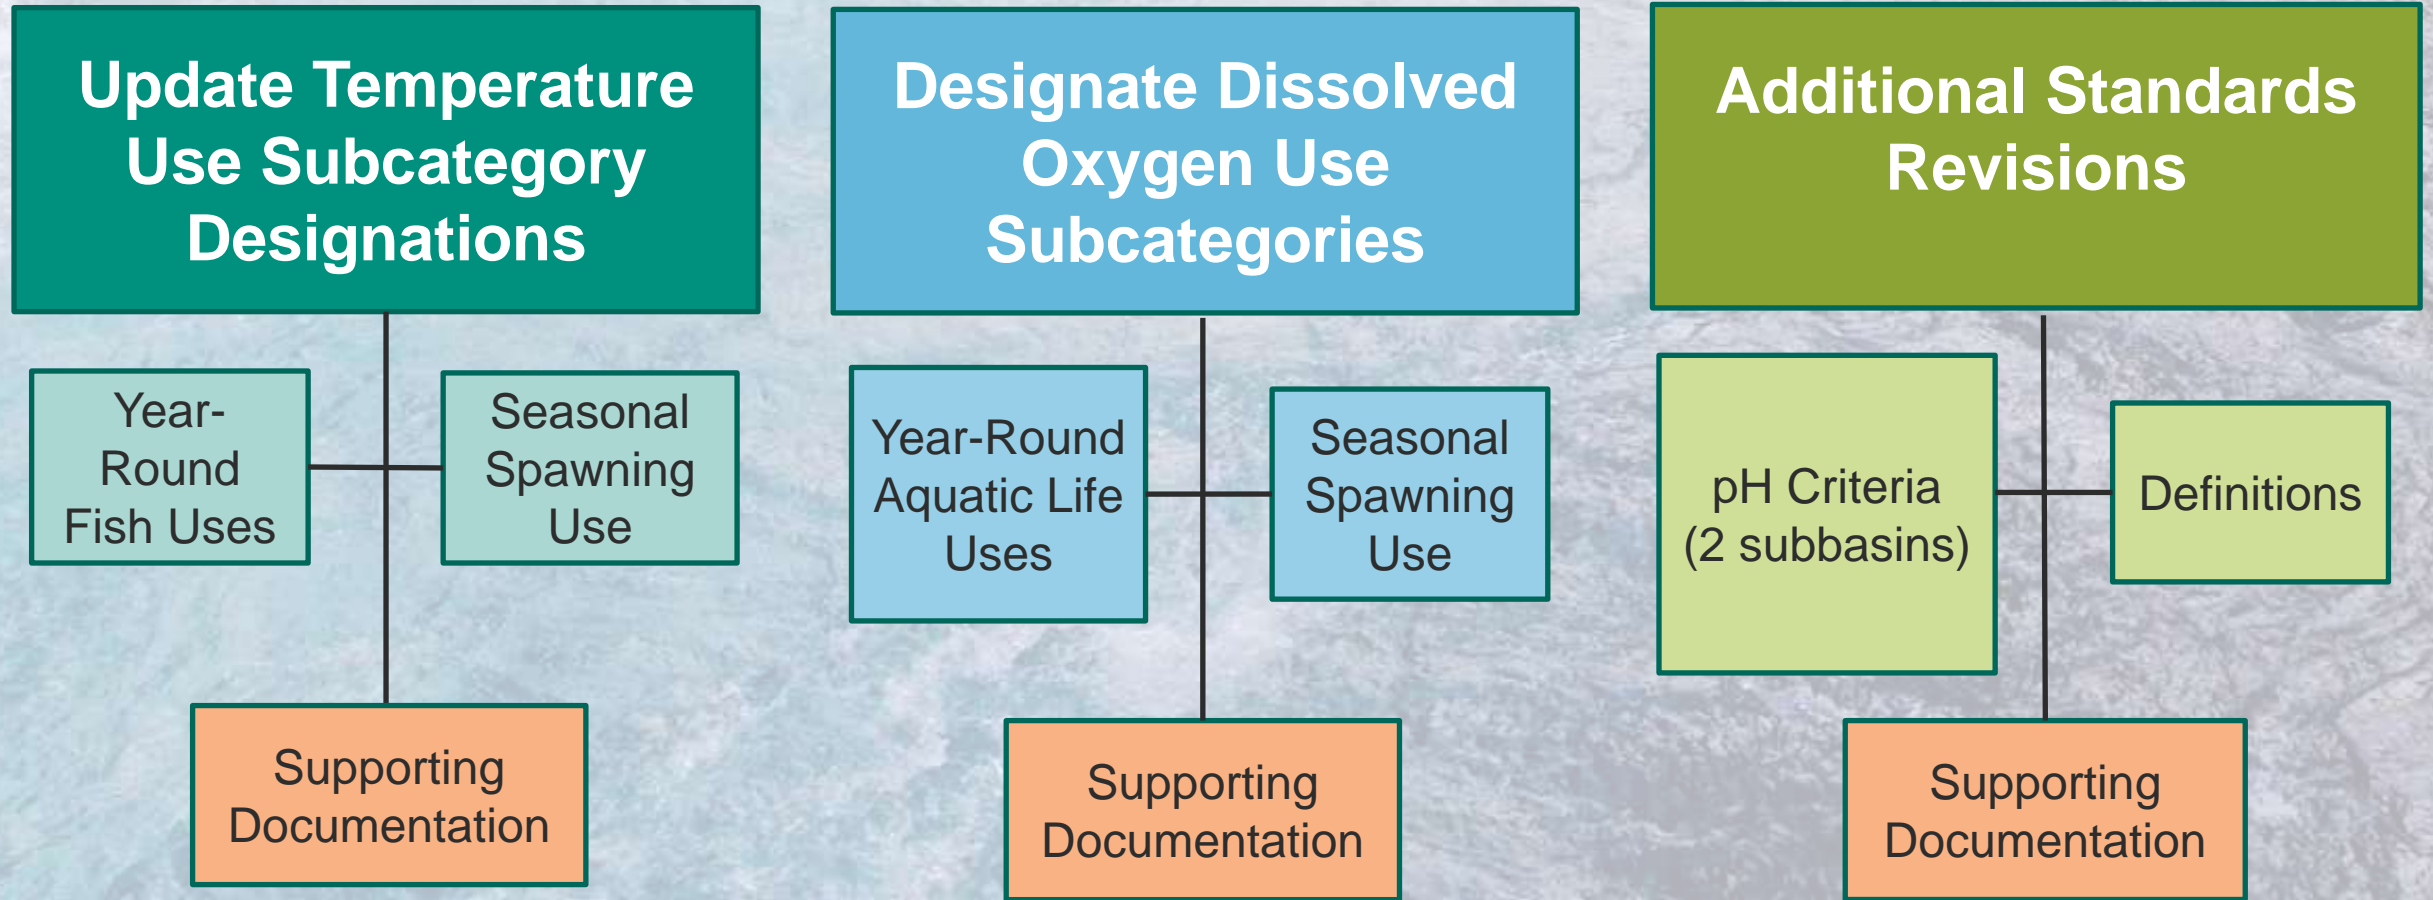 Update Temperature
Use Subcategory
Designations
Year-
Round
Fish Uses
Seasonal
Spawning
Use
Supporting
Documentation
Designate Dissolved
Oxygen Use
Subcategories
Year-Round
Aquatic Life
Uses
Seasonal
Spawning
Use
Supporting
Documentation
Additional Standards
Revisions
pH Criteria
(2 subbasins)
Definitions
Supporting
Documentation